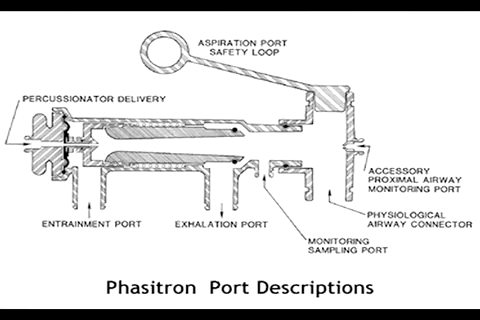 ASPIRATION PORT
SAFETY LOOP
PERCUSSIONATOR DELIVERY
ACCESSORY
PROXIMAL AIRWAY
MONITORING PORT
ENTRAINMENT PORT
EXHALATION PORT
PHYSIOLOGICAL
AIRWAY CONNECTOR
MONITORING
SAMPLING PORT
Phasitron Port Descriptions